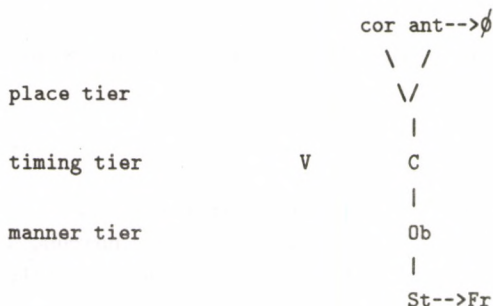 cor ant-->∅
\ /
place tier \/
|
timing tier V C
|
manner tier Ob
|
St-->Fr